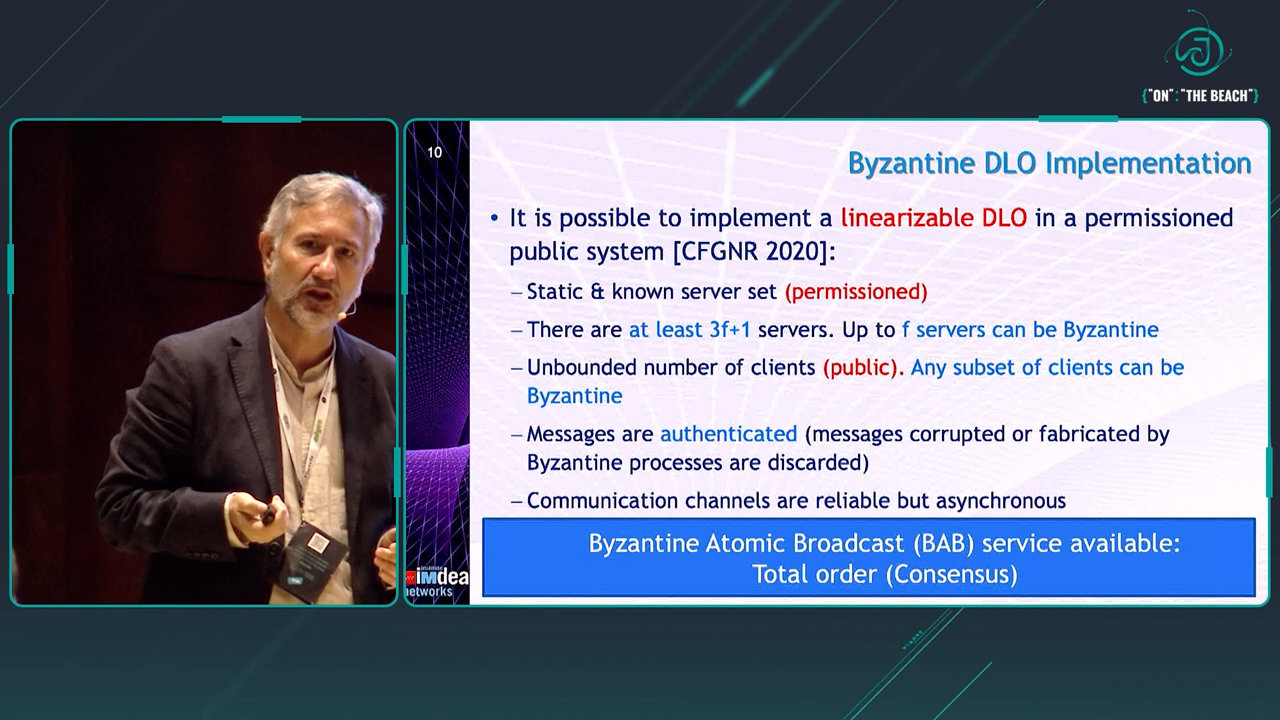 {"ON":"THE BEACH"}
10
Byzantine DLO Implementation
• It is possible to implement a linearizable DLO in a permissioned
public system [CFGNR 2020]:
– Static & known server set (permissioned)
– There are at least 3f+1 servers. Up to f servers can be Byzantine
– Unbounded number of clients (public). Any subset of clients can be
Byzantine
– Messages are authenticated (messages corrupted or fabricated by
Byzantine processes are discarded)
– Communication channels are reliable but asynchronous
Byzantine Atomic Broadcast (BAB) service available:
Total order (Consensus)
imdea
networks